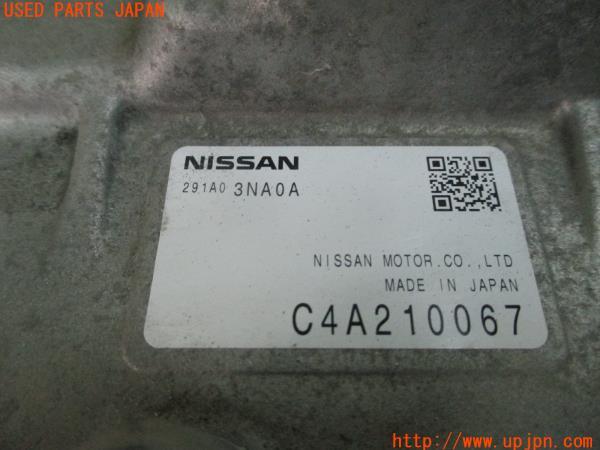 USED PARTS JAPAN
NISSAN
291A0 3NA0A
NISSAN MOTOR.CO.,LTD
MADE IN JAPAN
C4A210067
http://www.upjpn.com/